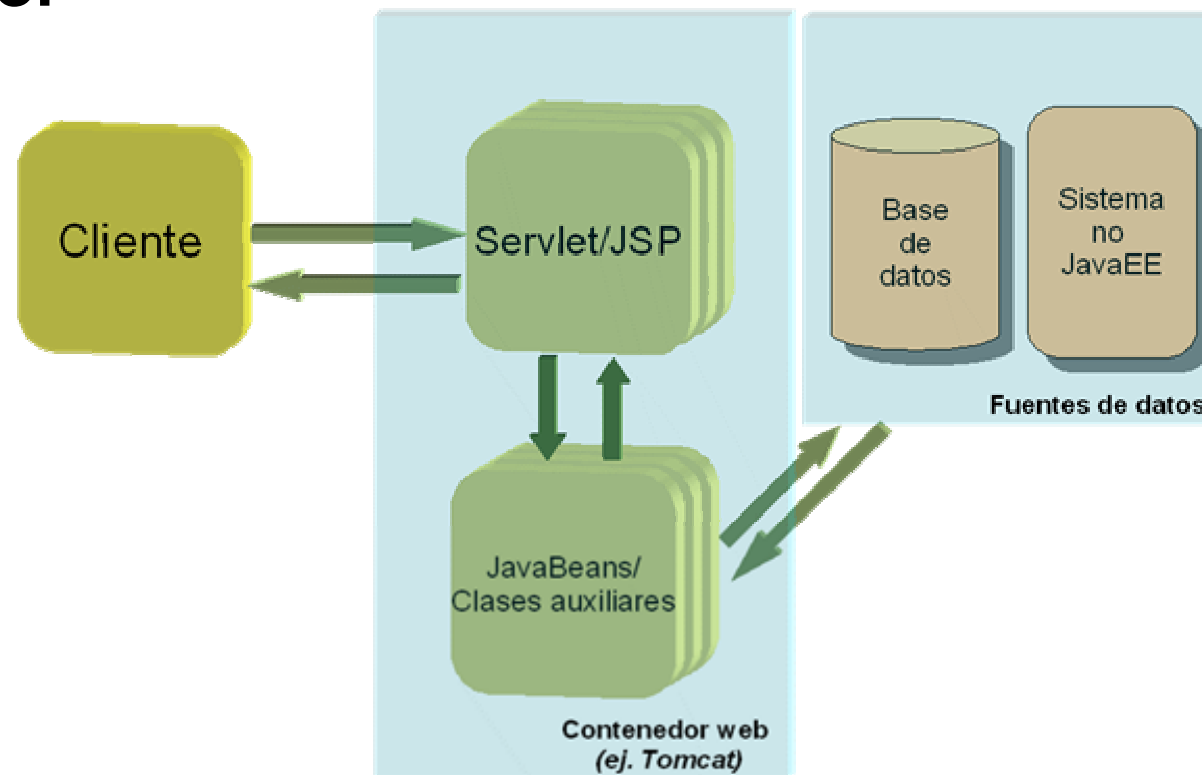 Cliente
Servlet/JSP
Base
de
datos
Sistema
no
JavaEE
Fuentes de datos
JavaBeans/
Clases auxiliares
Contenedor web
(ej. Tomcat)